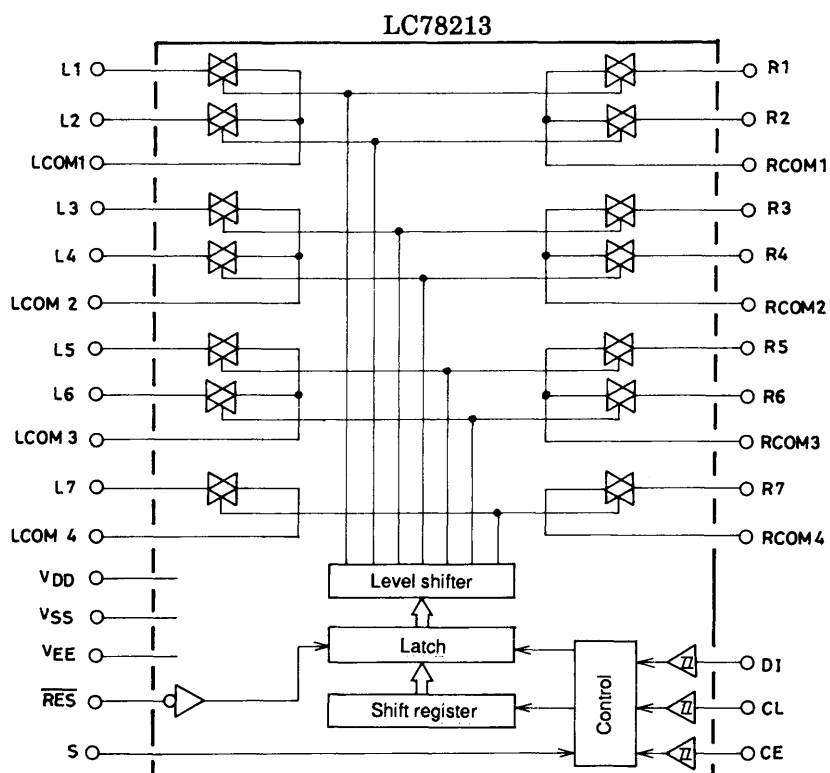 LC78213
L1
R1
L2
R2
LCOM1
RCOM1
L3
R3
L4
R4
LCOM 2
RCOM2
L5
R5
L6
R6
LCOM 3
RCOM3
L7
R7
LCOM 4
RCOM4
VDD
Level shifter
VSS
VEE
Latch
DI
RES
Shift register
Control
CL
S
CE